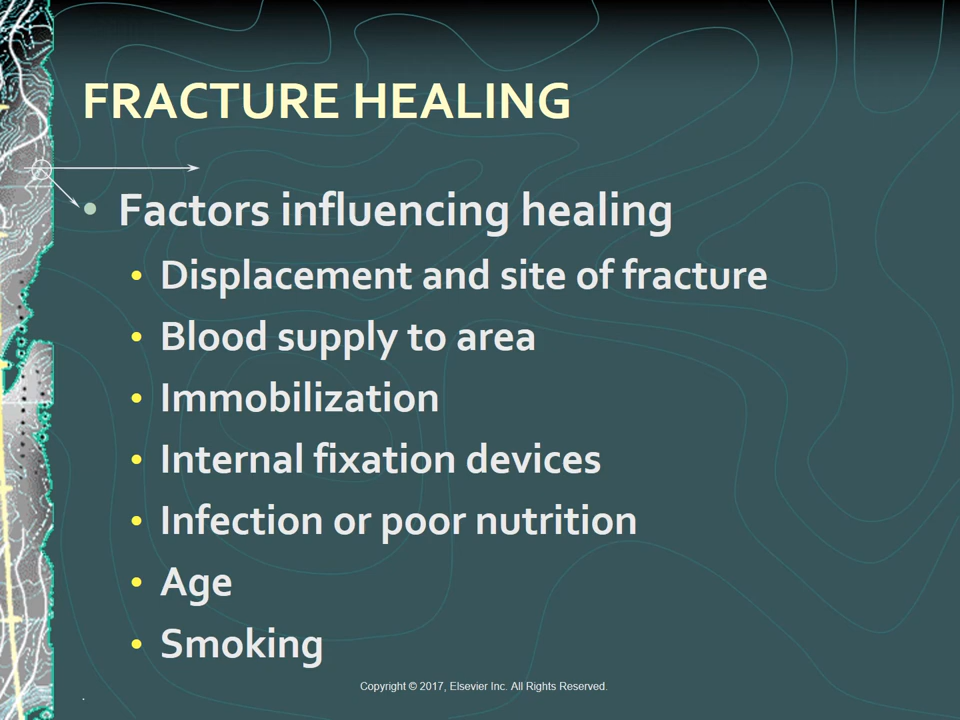 FRACTURE HEALING
• Factors influencing healing
• Displacement and site of fracture
• Blood supply to area
• Immobilization
• Internal fixation devices
• Infection or poor nutrition
• Age
• Smoking
Copyright © 2017, Elsevier Inc. All Rights Reserved.
.